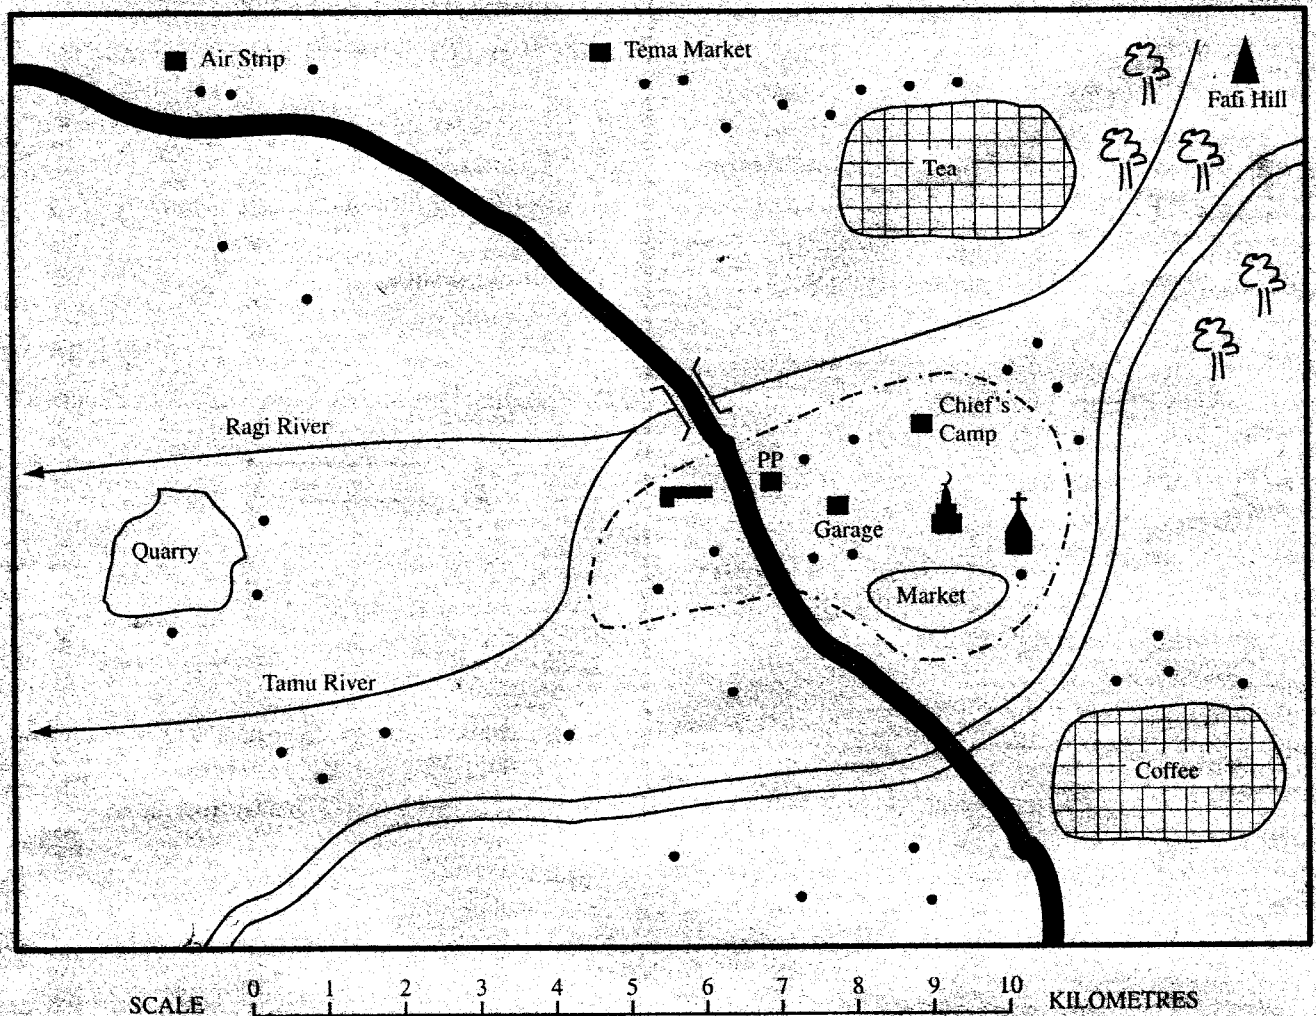 Air Strip
Tema Market
Fafi Hill
Tea
Ragi River
Chief's
Camp
PP
Garage
Quarry
Market
Tamu River
Coffee
SCALE
0 1 2 3 4 5 6 7 8 9 10
KILOMETRES